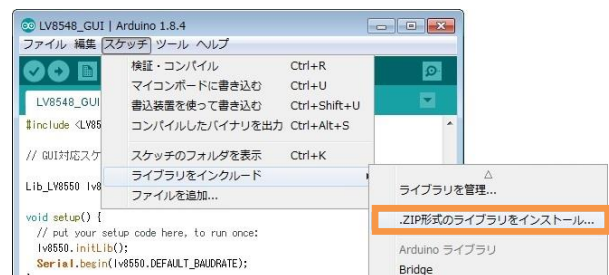 LV8548_GUI | Arduino 1.8.4
ファイル 編集 スケッチ ツール ヘルプ
検証・コンパイル Ctrl+R
マイコンボードに書き込む Ctrl+U
LV8548_GUI
書込装置を使って書き込む Ctrl+Shift+U
#include <LV85
コンパイルしたバイナリを出力 Ctrl+Alt+S
// GUI対応スケ
スケッチのフォルダを表示 Ctrl+K
ライブラリをインクルード
Lib_LV8550 lv8
ファイルを追加...
ライブラリを管理...
void setup() {
.ZIP形式のライブラリをインストール...
// put your setup code here, to run once:
lv8550.initLib();
Arduino ライブラリ
Serial.begin(lv8550.DEFAULT_BAUDRATE);
Bridge